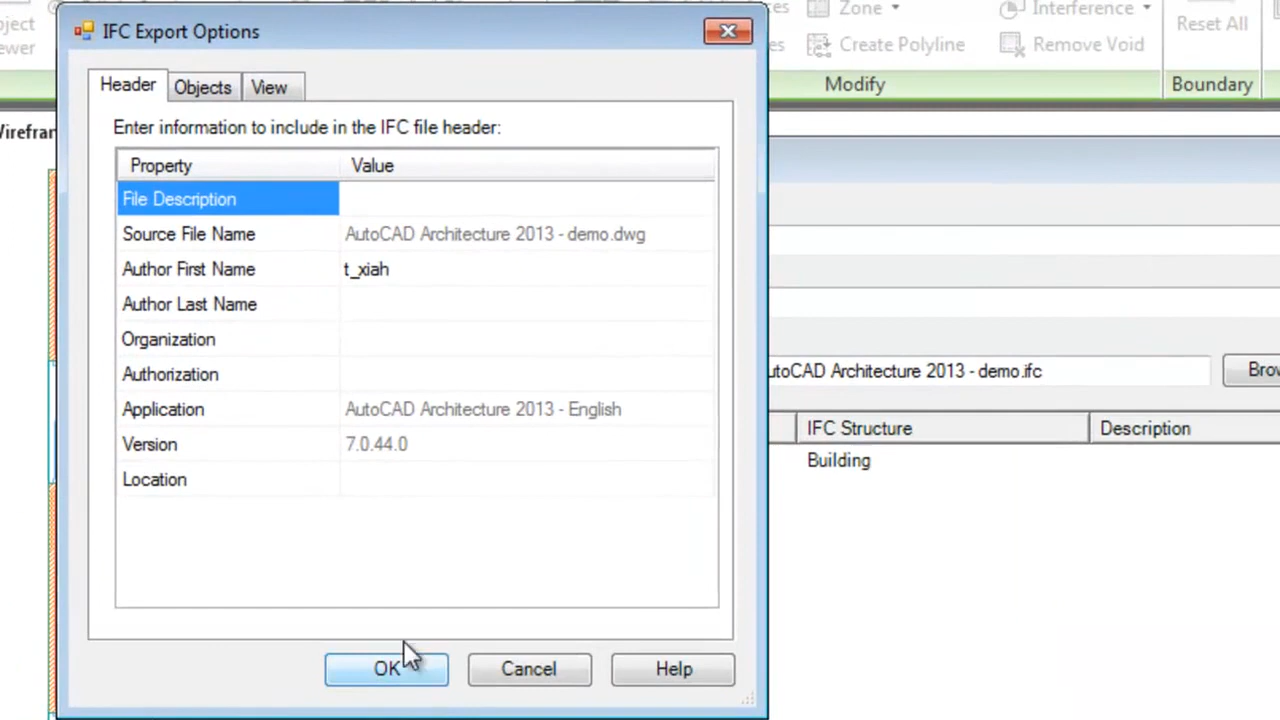 IFC Export Options
Header Objects View
Enter information to include in the IFC file header:
Property Value
File Description
Source File Name AutoCAD Architecture 2013 - demo.dwg
Author First Name t_xiah
Author Last Name
Organization
Authorization
Application AutoCAD Architecture 2013 - English
Version 7.0.44.0
Location
OK Cancel Help
Zone Interference Reset All
Create Polyline Remove Void
Modify Boundary
utoCAD Architecture 2013 - demo.ifc Brow
IFC Structure Description
Building